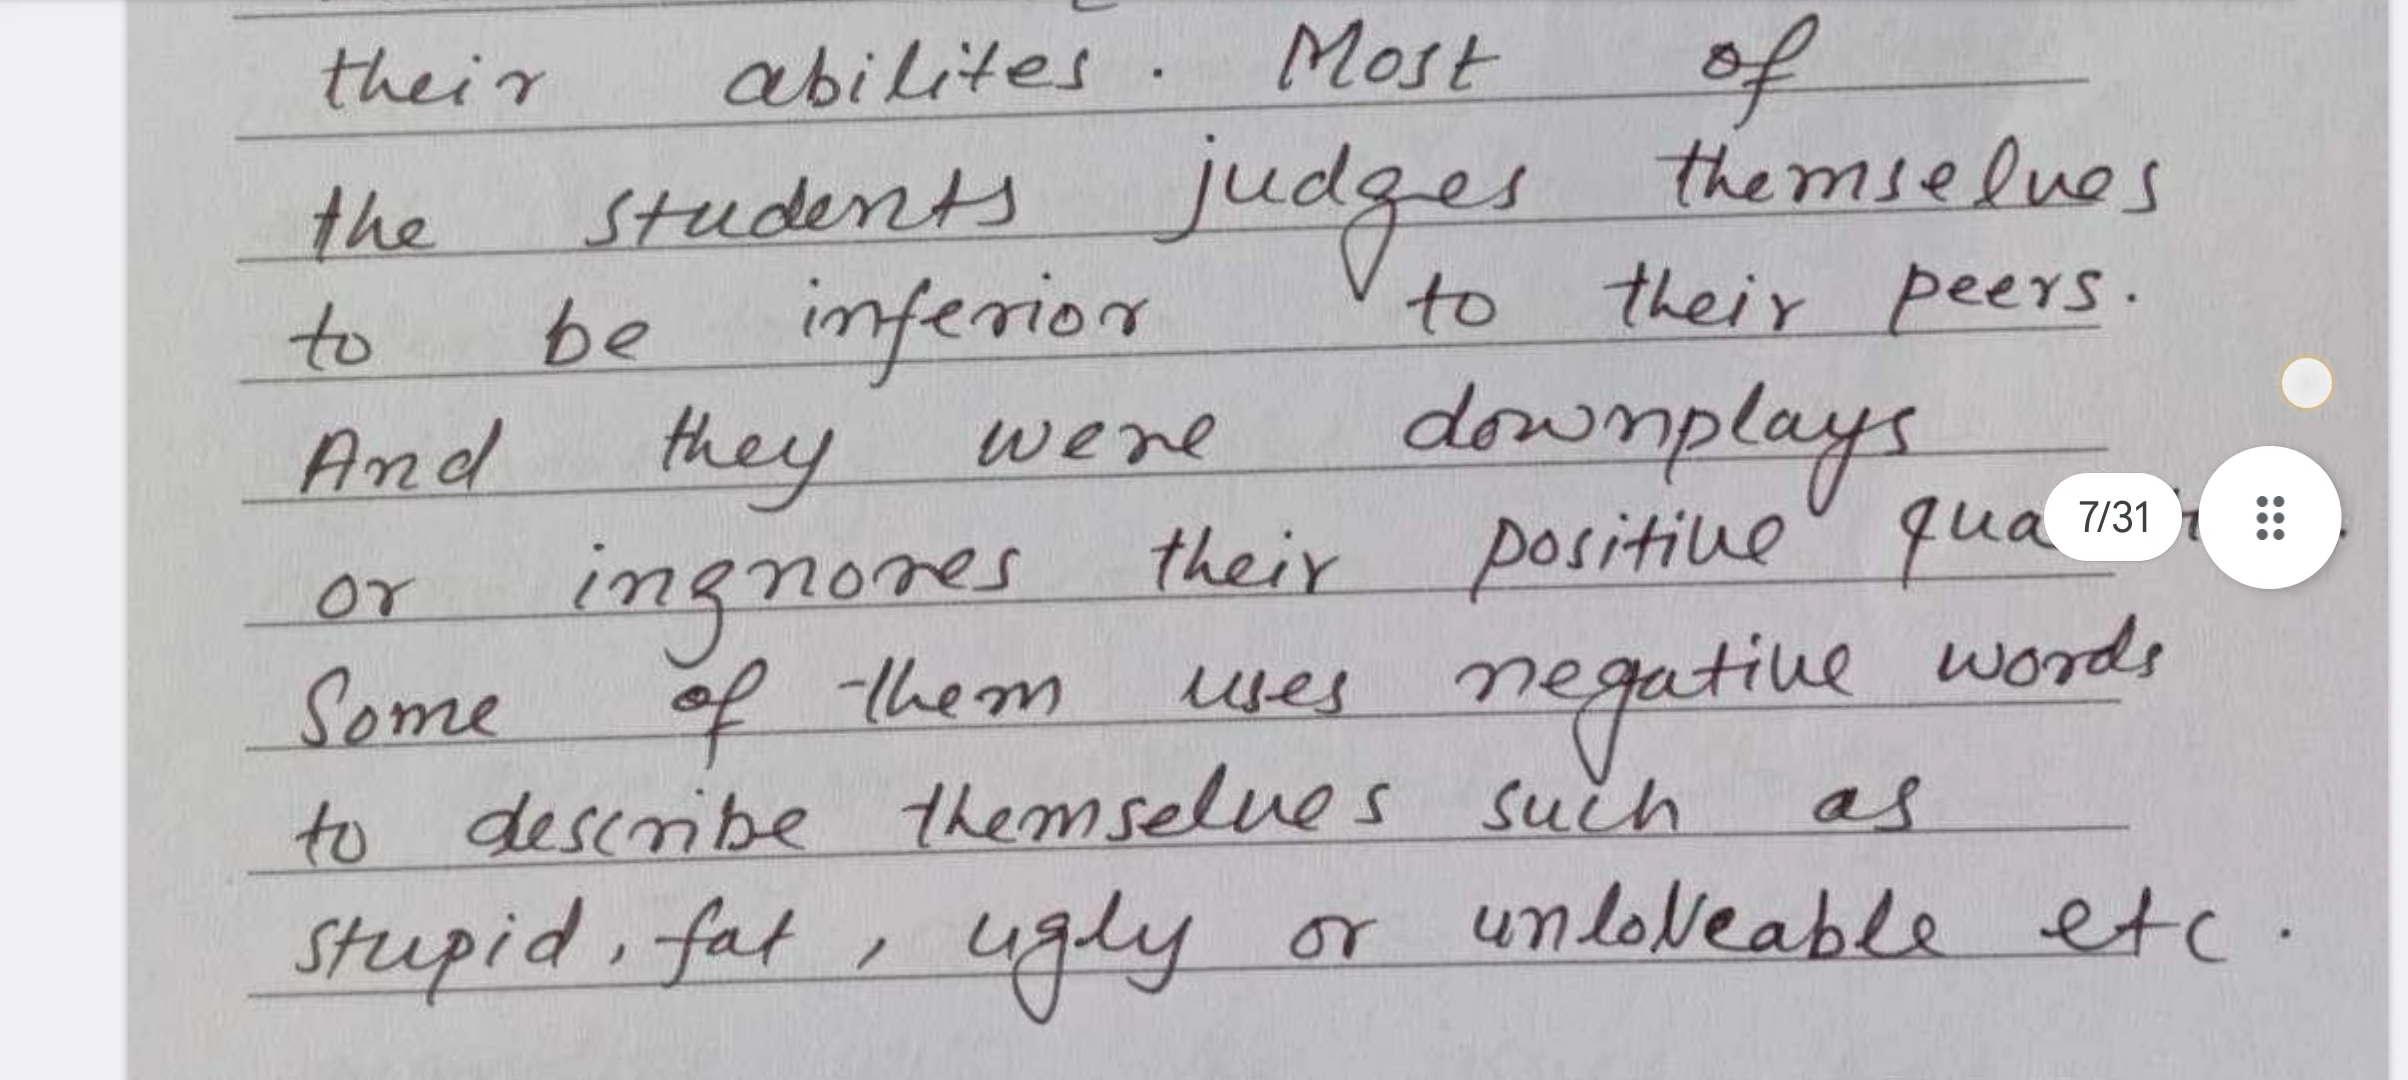 their abilites. Most of
the students judges themselves
to be inferior to their peers.
And they were downplays
or ingnores their positive
7/31
Some of them uses negative words
to describe themselves such as
stupid, fat, ugly or unloveable etc.